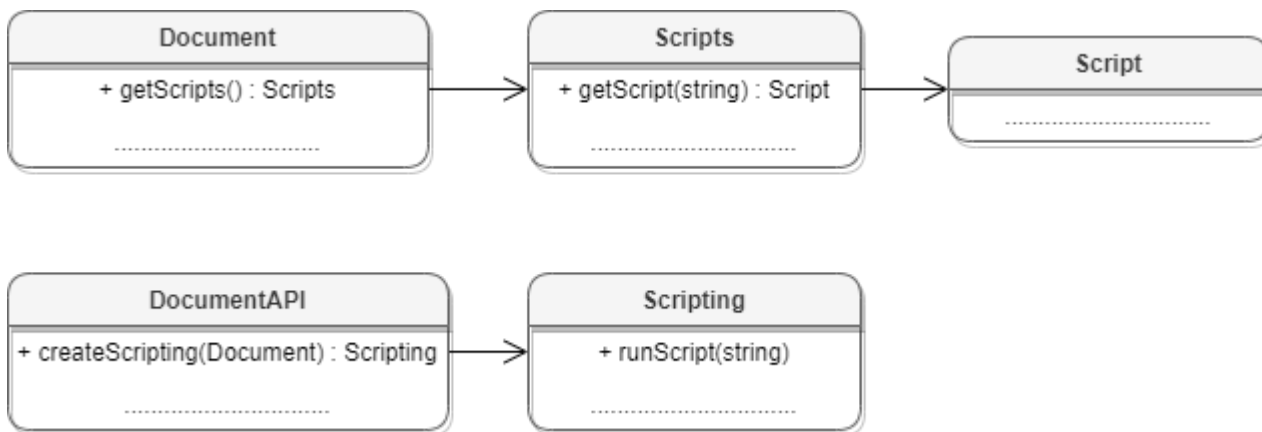 Document
+ getScripts() : Scripts
..............................
Scripts
+ getScript(string) : Script
..............................
Script
..............................
DocumentAPI
+ createScripting(Document) : Scripting
..............................
Scripting
+ runScript(string)
..............................